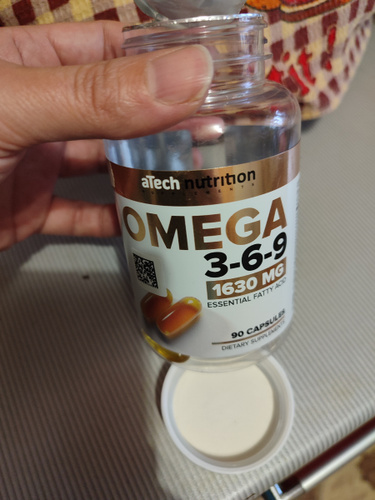 aTech nutrition
OMEGA
3-6-9
1630 MG
ESSENTIAL FATTY ACID
90 CAPSULES
DIETARY SUPPLEMENT